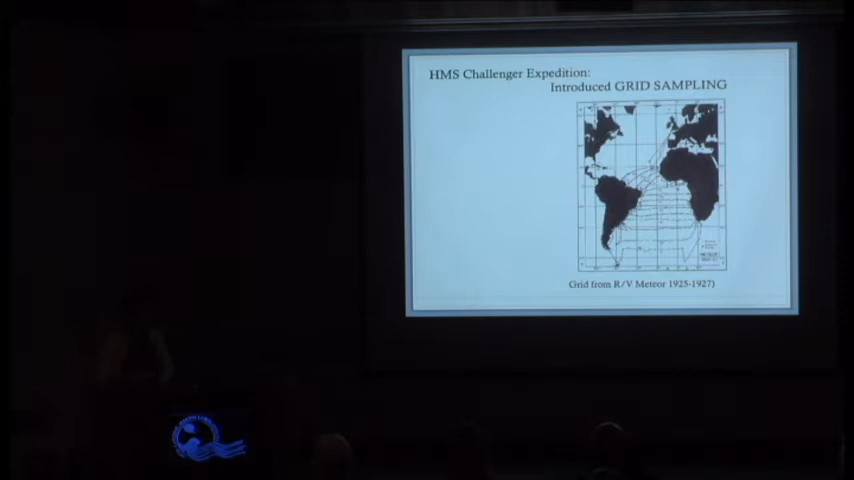 HMS Challenger Expedition:
Introduced GRID SAMPLING
Grid from R/V Meteor 1925-1927)